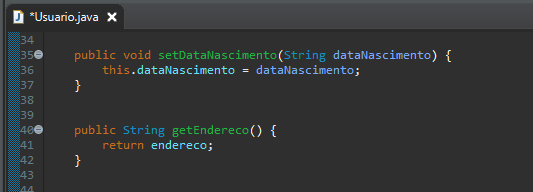 *Usuario.java
34
35 public void setDataNascimento(String dataNascimento) {
36 this.dataNascimento = dataNascimento;
37 }
38
39
40 public String getEndereco() {
41 return endereco;
42 }
43
44